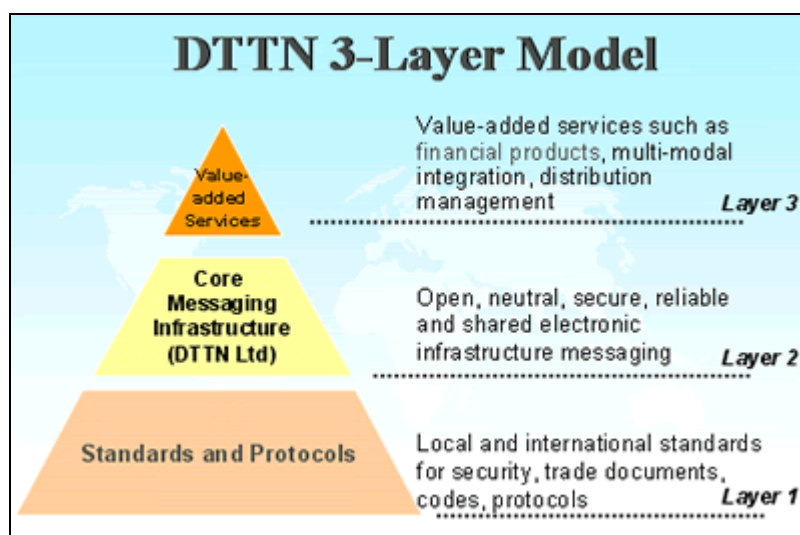 DTTN 3-Layer Model
Value-added services such as
financial products, multi-modal
integration, distribution
management
Layer 3
Value-
added
Services
Core
Messaging
Infrastructure
(DTTN Ltd)
Open, neutral, secure, reliable
and shared electronic
infrastructure messaging
Layer 2
Standards and Protocols
Local and international standards
for security, trade documents,
codes, protocols
Layer 1